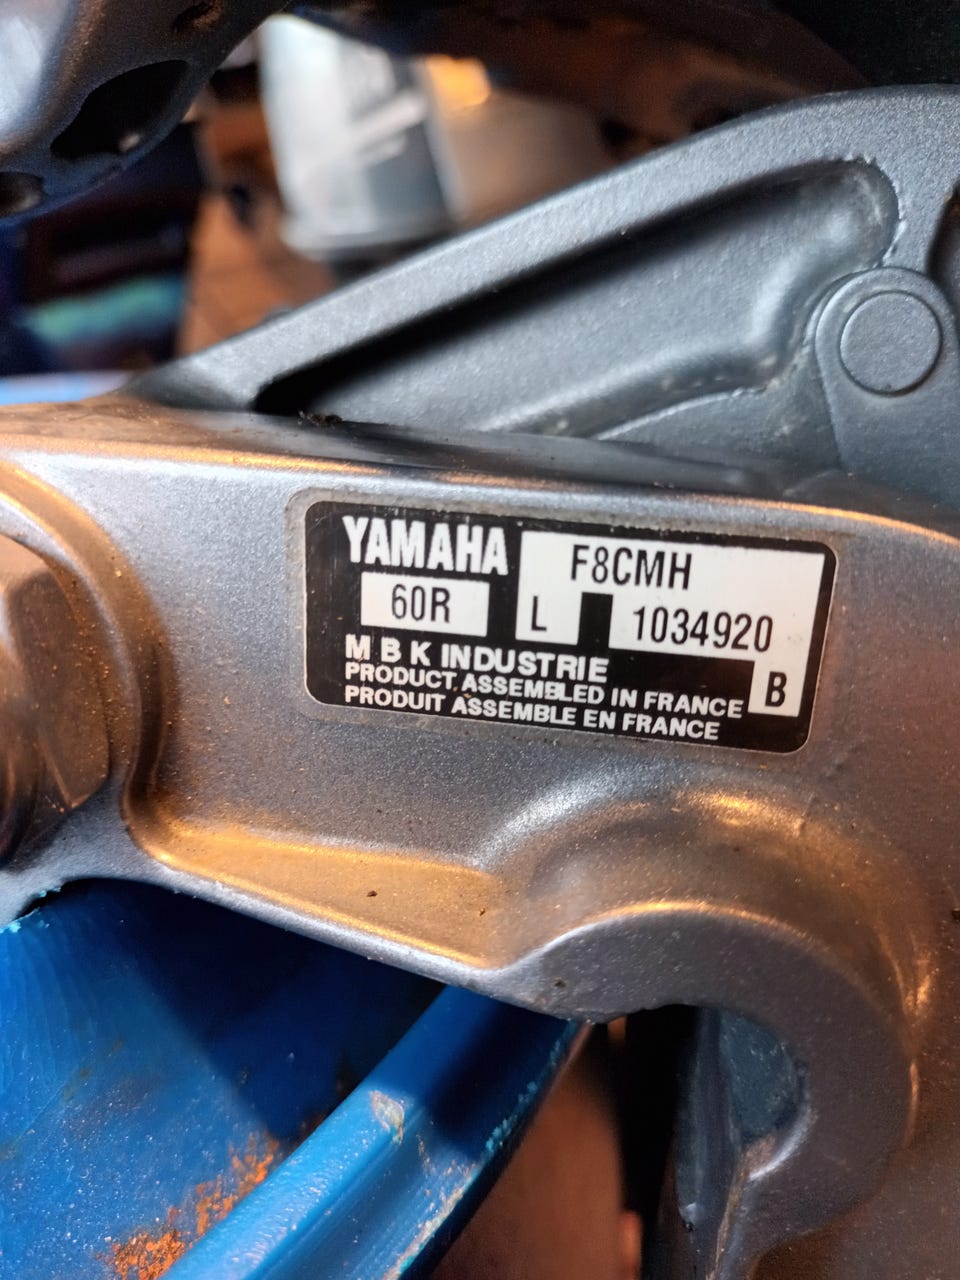 YAMAHA
F8CMH
60R
L 1034920
M B K INDUSTRIE
B
PRODUCT ASSEMBLED IN FRANCE
PRODUIT ASSEMBLE EN FRANCE